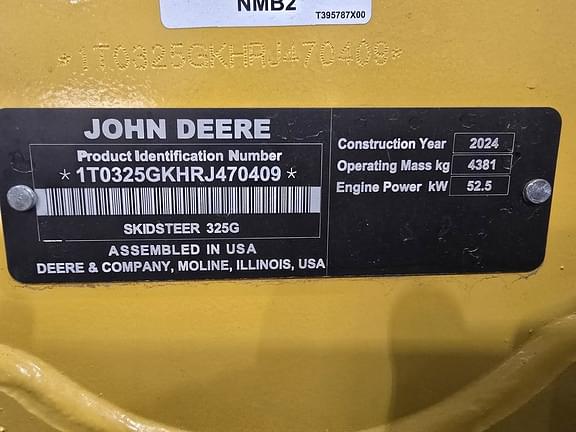 NMB2
T395787X00
*1T0325GKHRJ470409*
JOHN DEERE
Product Identification Number
*1T0325GKHRJ470409*
SKIDSTEER 325G
ASSEMBLED IN USA
DEERE & COMPANY, MOLINE, ILLINOIS, USA
Construction Year 2024
Operating Mass kg 4381
Engine Power kW 52.5